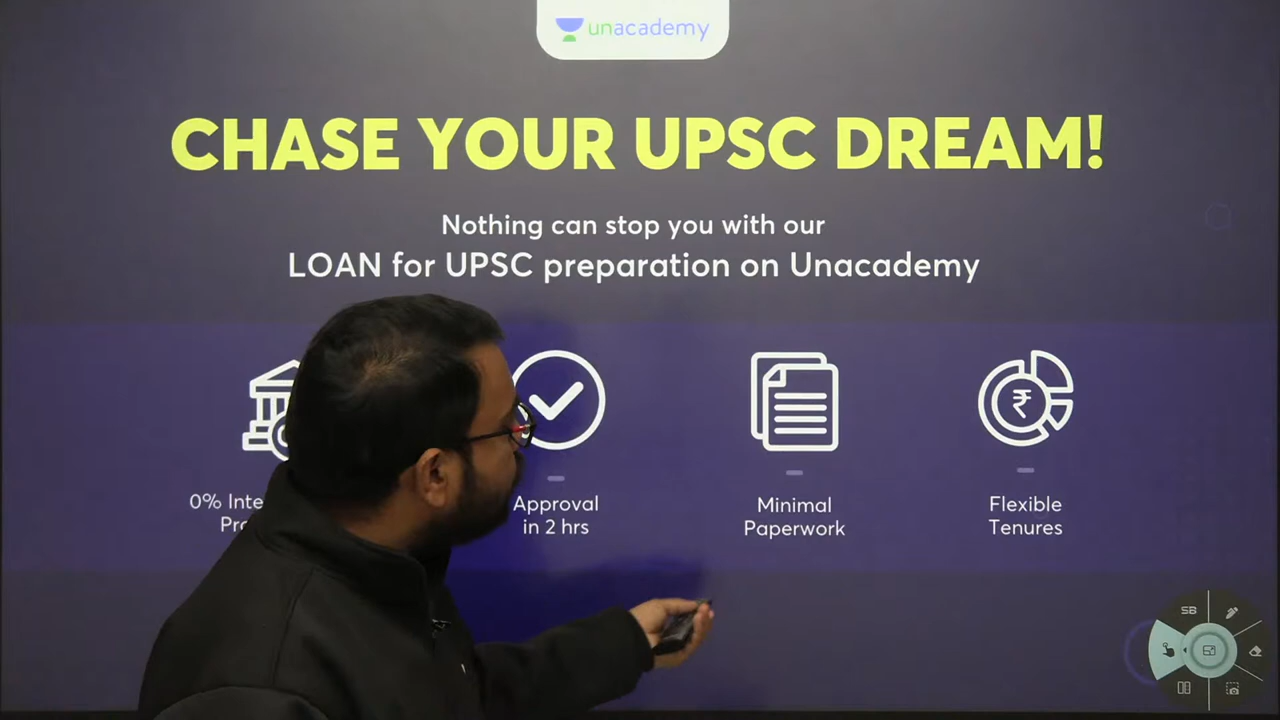 unacademy
CHASE YOUR UPSC DREAM!
Nothing can stop you with our
LOAN for UPSC preparation on Unacademy
0%
Approval
in 2 hrs
Minimal
Paperwork
Flexible
Tenures
₹
SB